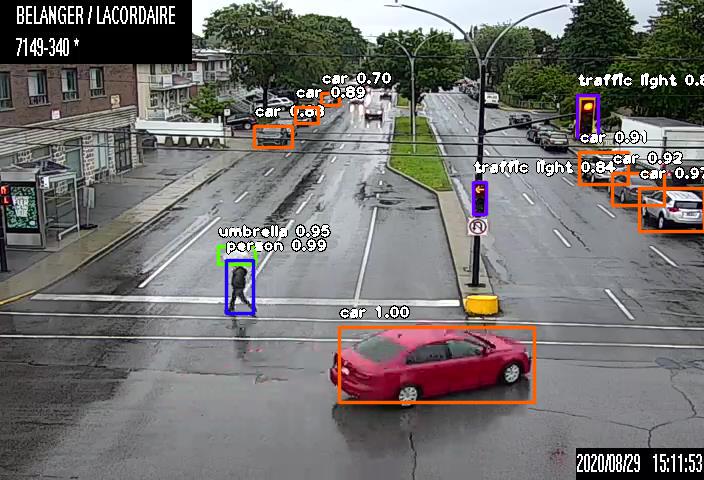 BELANGER / LACORDAIRE
7149-340 *
car 0.70
car 0.89
traffic light 0.8
car 0.91
car 0.92
traffic light 0.84
car 0.97
umbrella 0.95
person 0.99
car 1.00
2020/08/29 15:11:53